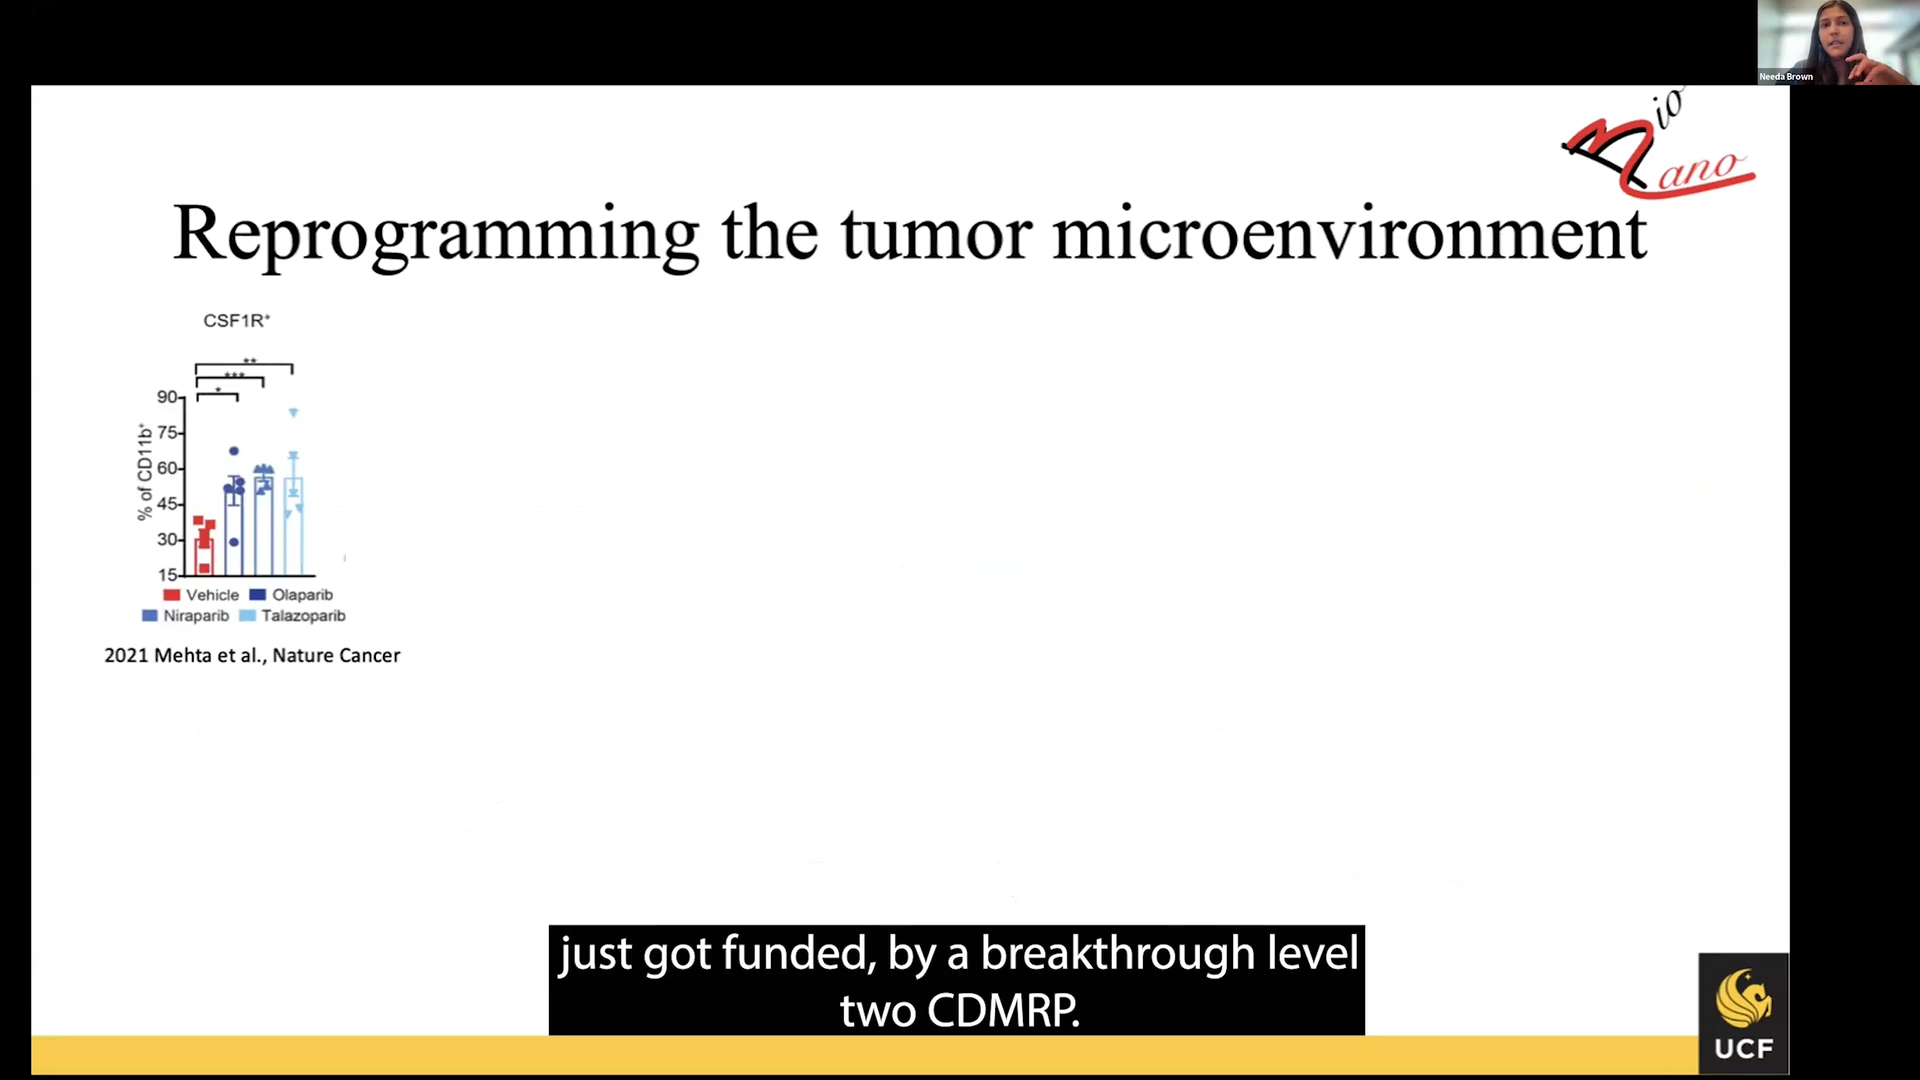 Needa Brown
io
Nano
Reprogramming the tumor microenvironment
CSF1R⁺
**
***
*
90
75
60
45
30
15
% of CD11b⁺
Vehicle Olaparib
Niraparib Talazoparib
2021 Mehta et al., Nature Cancer
just got funded, by a breakthrough level
two CDMRP.
UCF